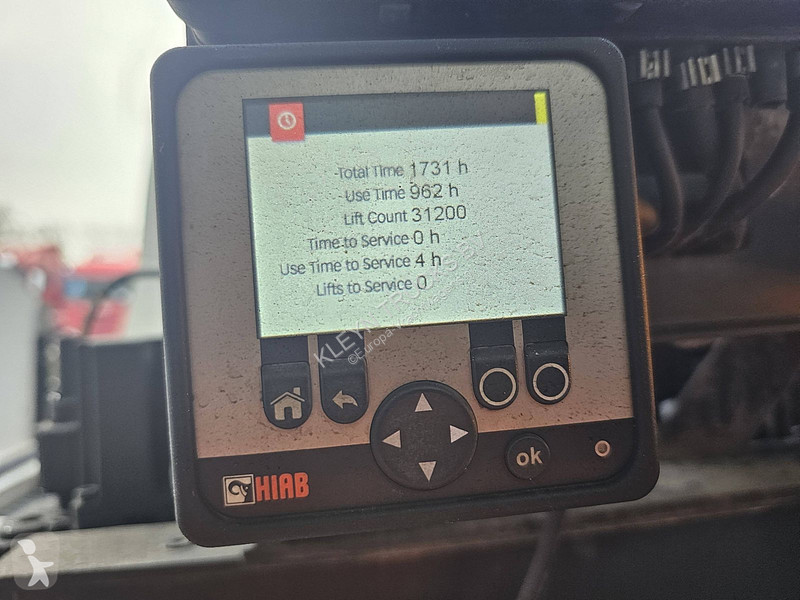 Total Time 1731 h
Use Time 962 h
Lift Count 31200
Time to Service 0 h
Use Time to Service 4 h
Lifts to Service 0
ok
HIAB